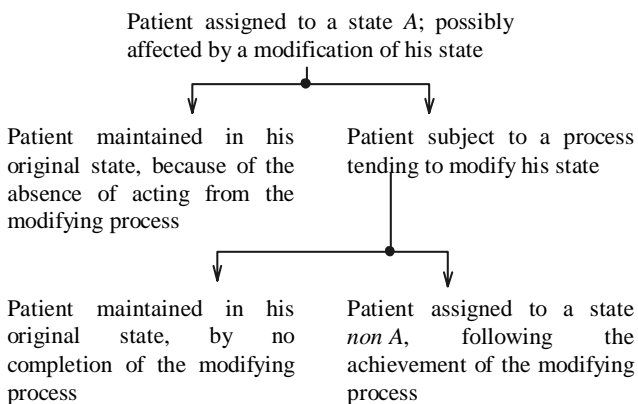 Patient assigned to a state A; possibly
affected by a modification of his state
Patient maintained in his
original state, because of the
absence of acting from the
modifying process
Patient subject to a process
tending to modify his state
Patient maintained in his
original state, by no
completion of the modifying
process
Patient assigned to a state
non A, following the
achievement of the modifying
process